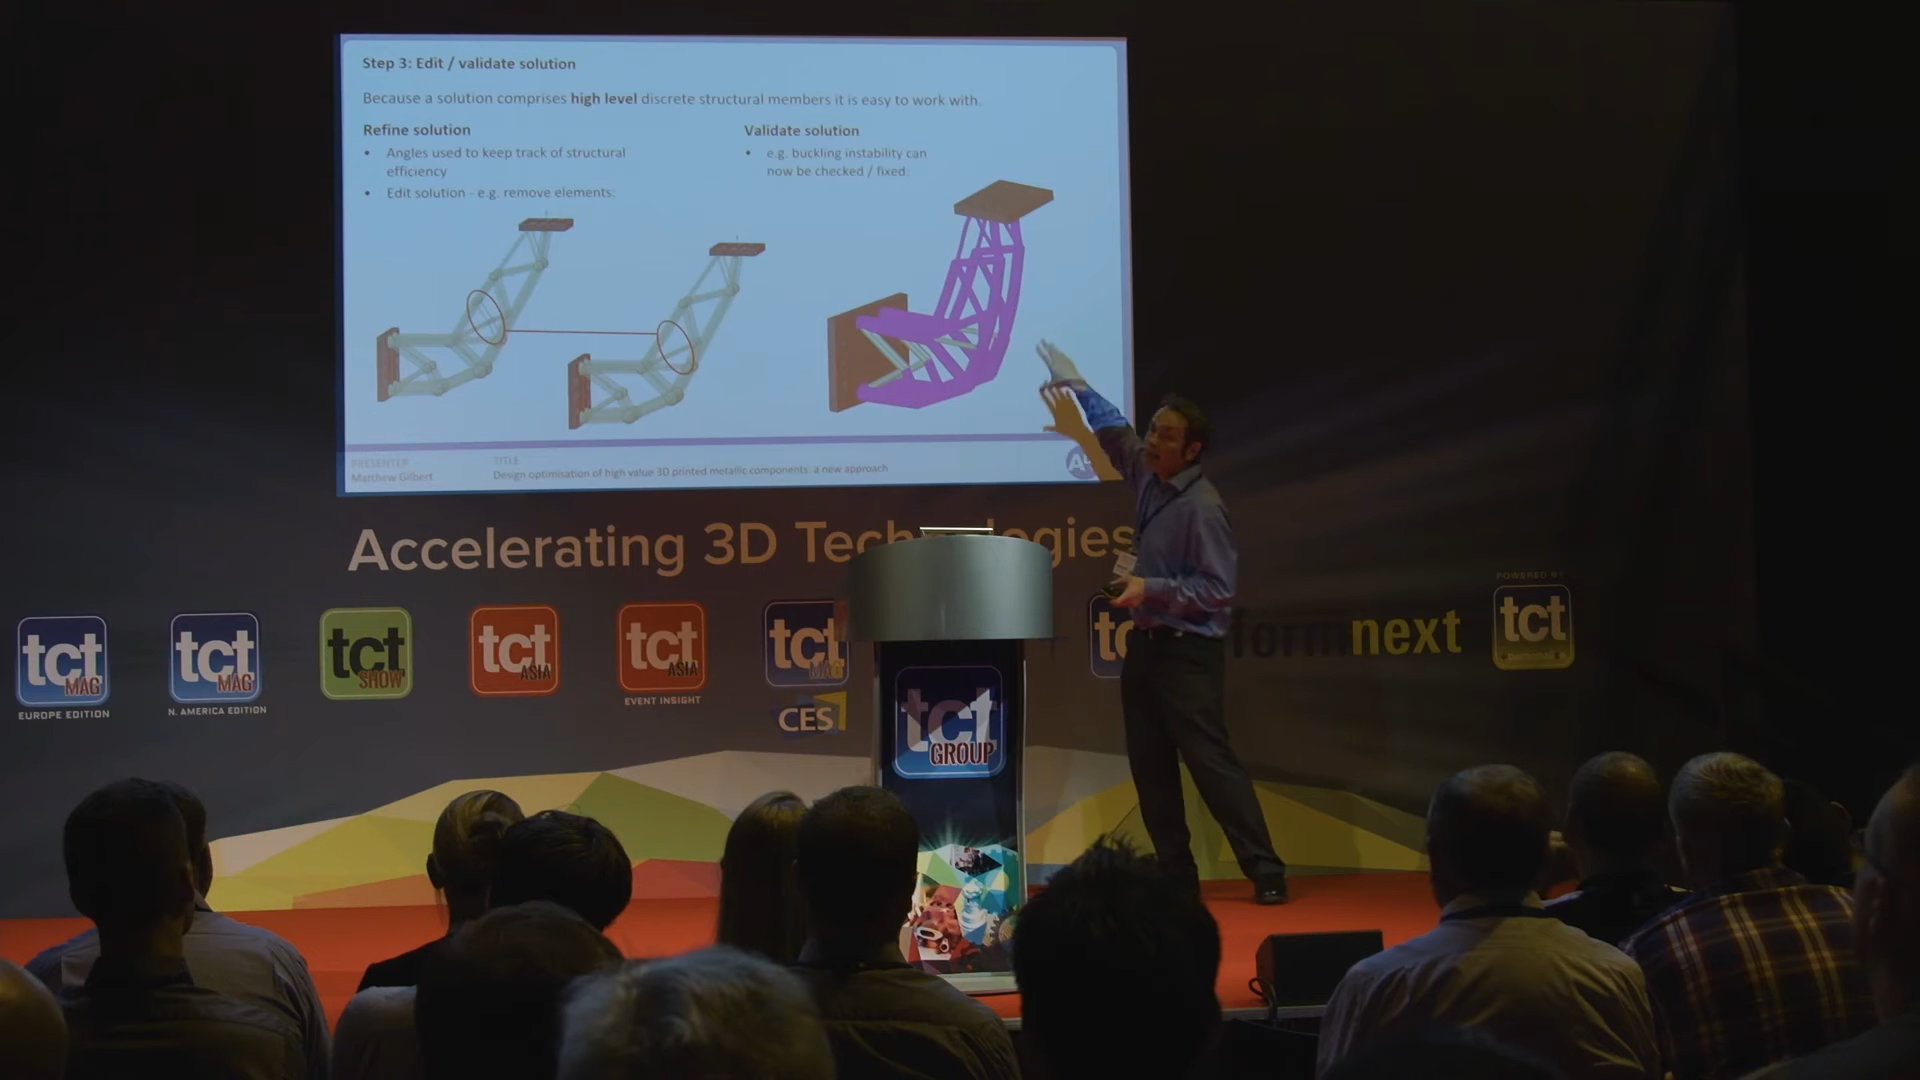 Step 3: Edit / validate solution
Because a solution comprises high level discrete structural members it is easy to work with.
Refine solution
• Angles used to keep track of structural
efficiency
• Edit solution - e.g. remove elements:
Validate solution
• e.g. buckling instability can
now be checked / fixed.
PRESENTER
Matthew Gilbert
TITLE
Design optimisation of high value 3D printed metallic components: a new approach
Accelerating 3D
tct
MAG
EUROPE EDITION
tct
MAG
N. AMERICA EDITION
tct
SHOW
tct
ASIA
tct
ASIA
EVENT INSIGHT
tct
MAG
CES
formnext
POWERED BY
tct
personalize
tct
GROUP